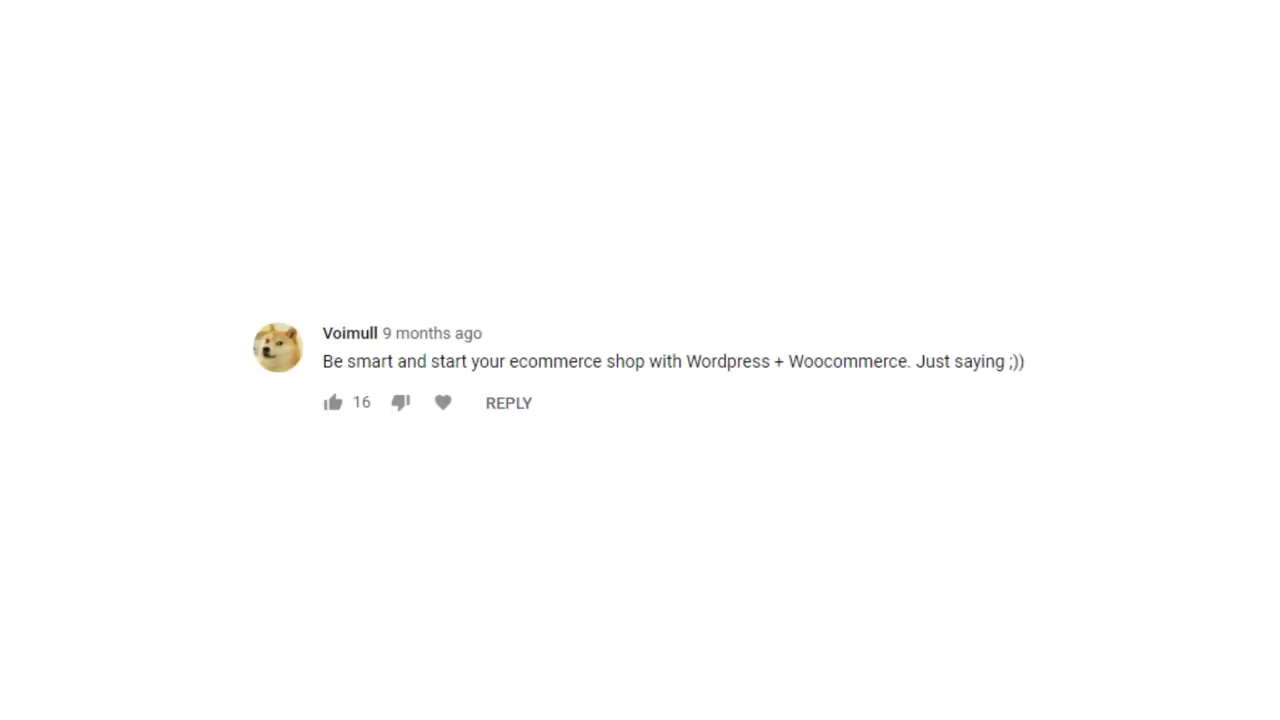 Voimull 9 months ago
Be smart and start your ecommerce shop with Wordpress + Woocommerce. Just saying ;))
16 REPLY